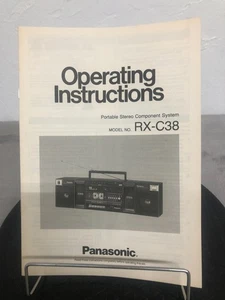 Operating
Instructions
Portable Stereo Component System
MODEL NO. RX-C38
Panasonic